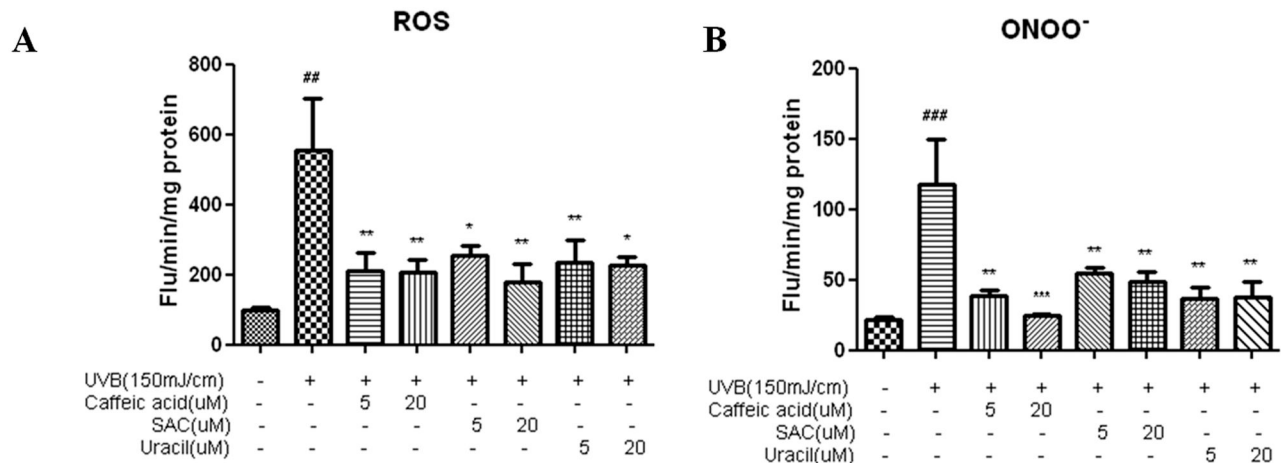 A
ROS
Flu/min/mg protein
800
600
400
200
0
##
**
**
*
**
**
*
UVB(150mJ/cm) - + + + + + + +
Caffeic acid(uM) - - 5 20 - - - -
SAC(uM) - - - - 5 20 - -
Uracil(uM) - - - - - - 5 20
B
ONOO⁻
Flu/min/mg protein
200
150
100
50
0
###
**
***
**
**
**
**
UVB(150mJ/cm) - + + + + + + +
Caffeic acid(uM) - - 5 20 - - - -
SAC(uM) - - - - 5 20 - -
Uracil(uM) - - - - - - 5 20